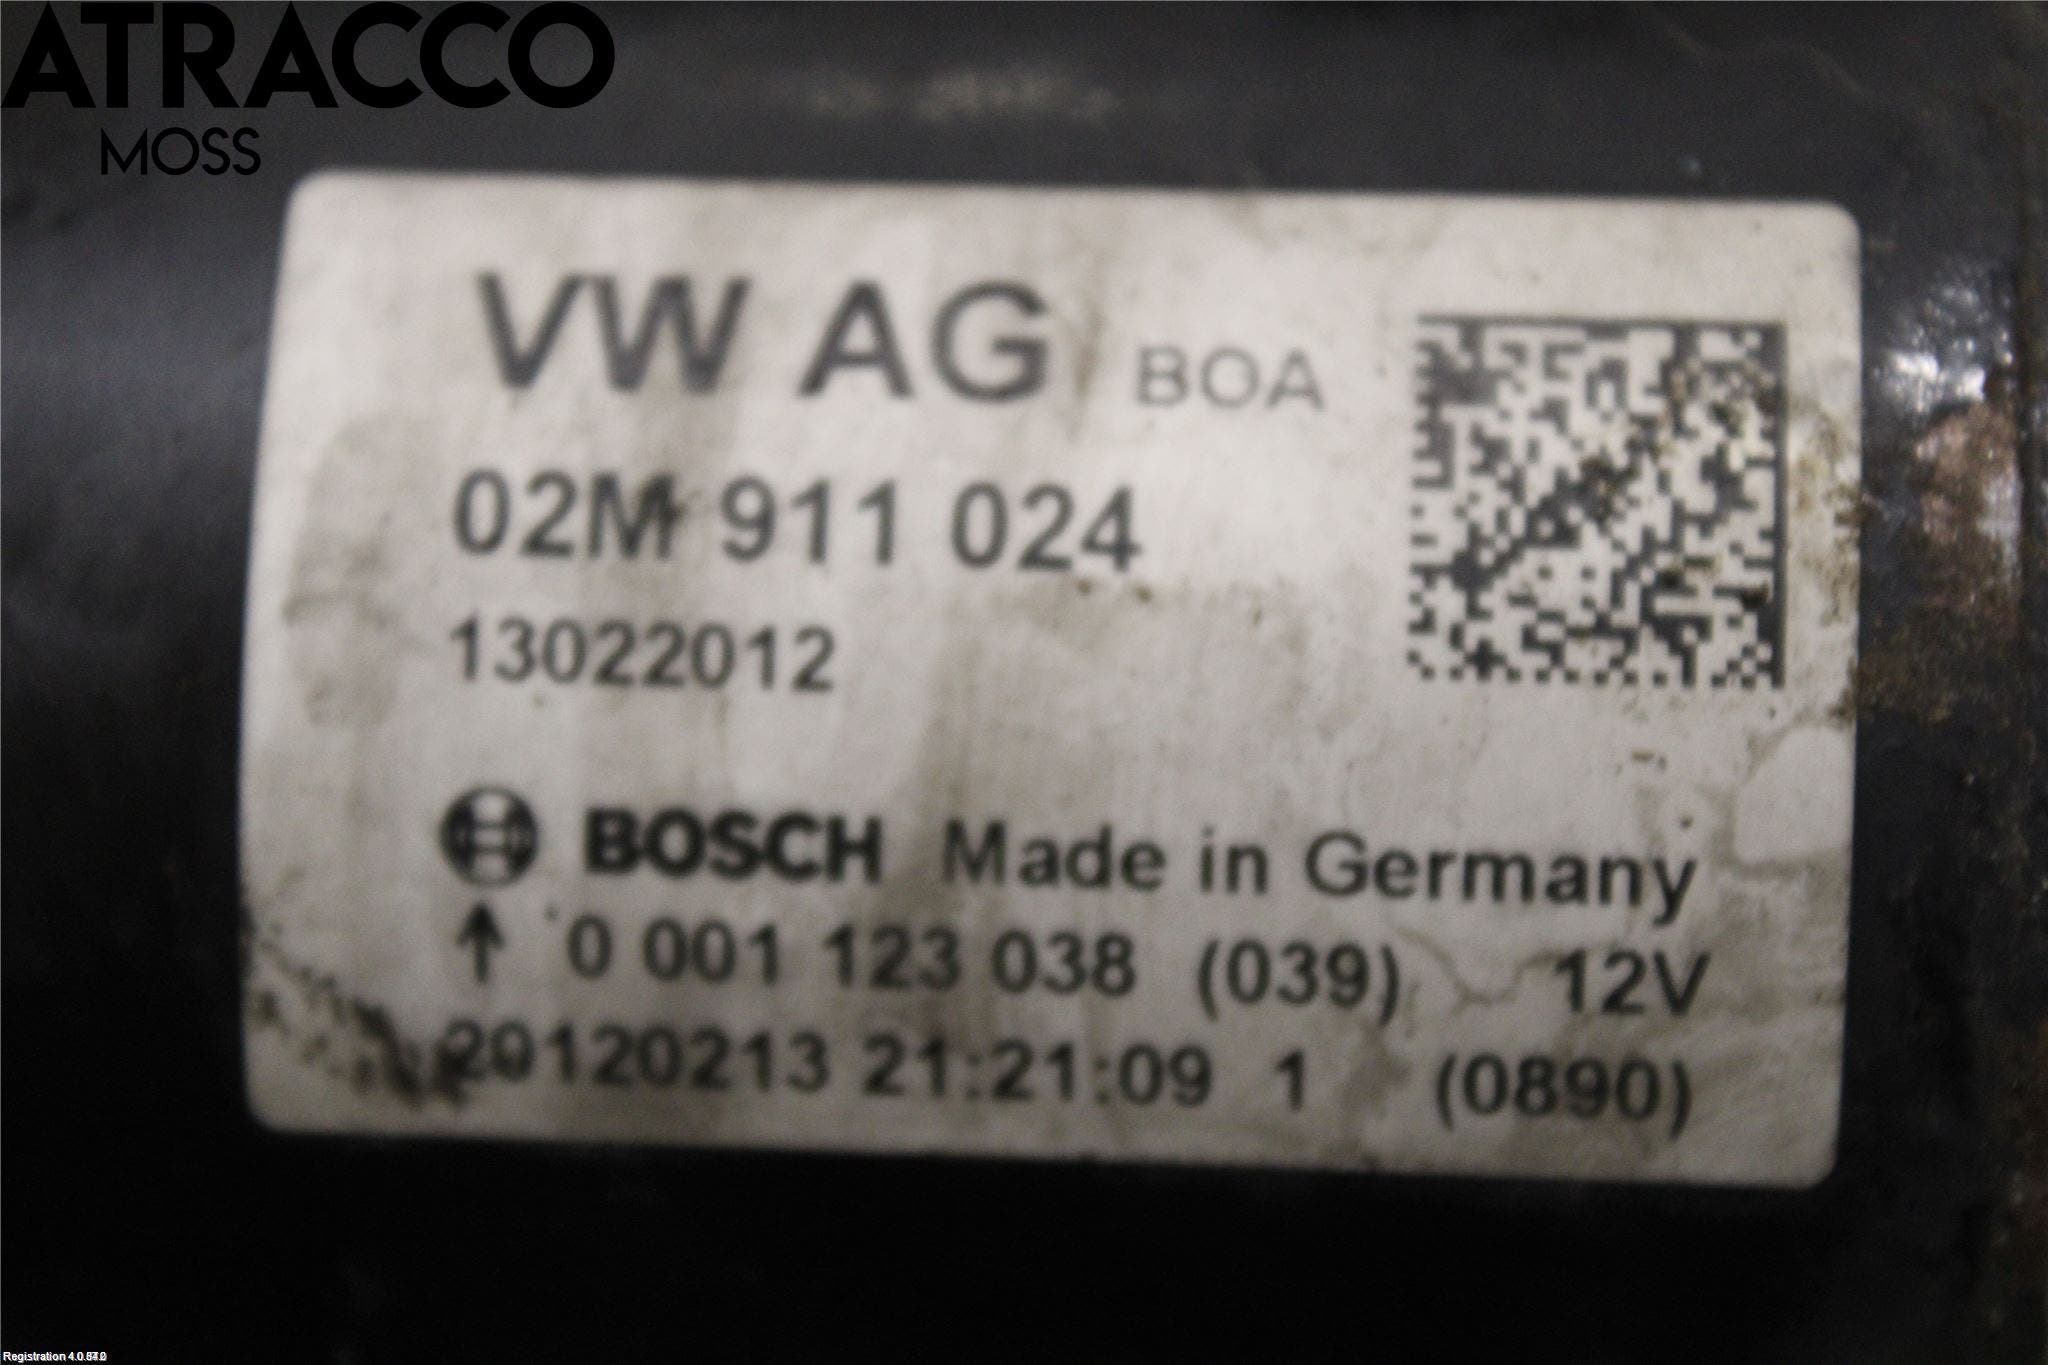 ATRACCO
MOSS
VW AG BOA
02M 911 024
13022012
BOSCH Made in Germany
↑ 0 001 123 038 (039) 12V
20120213 21:21:09 1 (0890)
Registration